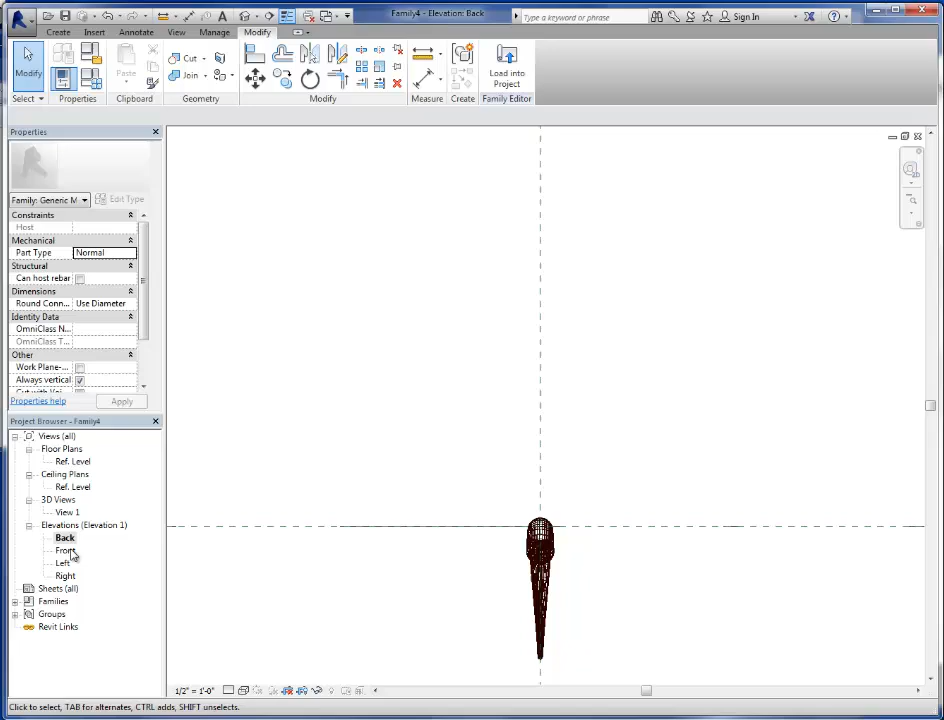 Family4 - Elevation: Back
Type a keyword or phrase
Sign In
Create Insert Annotate View Manage Modify
Modify
Paste
Cut
Join
Load into
Project
Select Properties Clipboard Geometry Modify Measure Create Family Editor
Properties
Family: Generic M Edit Type
Constraints
Host
Mechanical
Part Type Normal
Structural
Can host rebar
Dimensions
Round Conn... Use Diameter
Identity Data
OmniClass N...
OmniClass T...
Other
Work Plane-...
Always vertical
Properties help Apply
Project Browser - Family4
Views (all)
Floor Plans
Ref. Level
Ceiling Plans
Ref. Level
3D Views
View 1
Elevations (Elevation 1)
Back
Front
Left
Right
Sheets (all)
Families
Groups
Revit Links
1/2" = 1'-0"
Click to select, TAB for alternates, CTRL adds, SHIFT unselects.